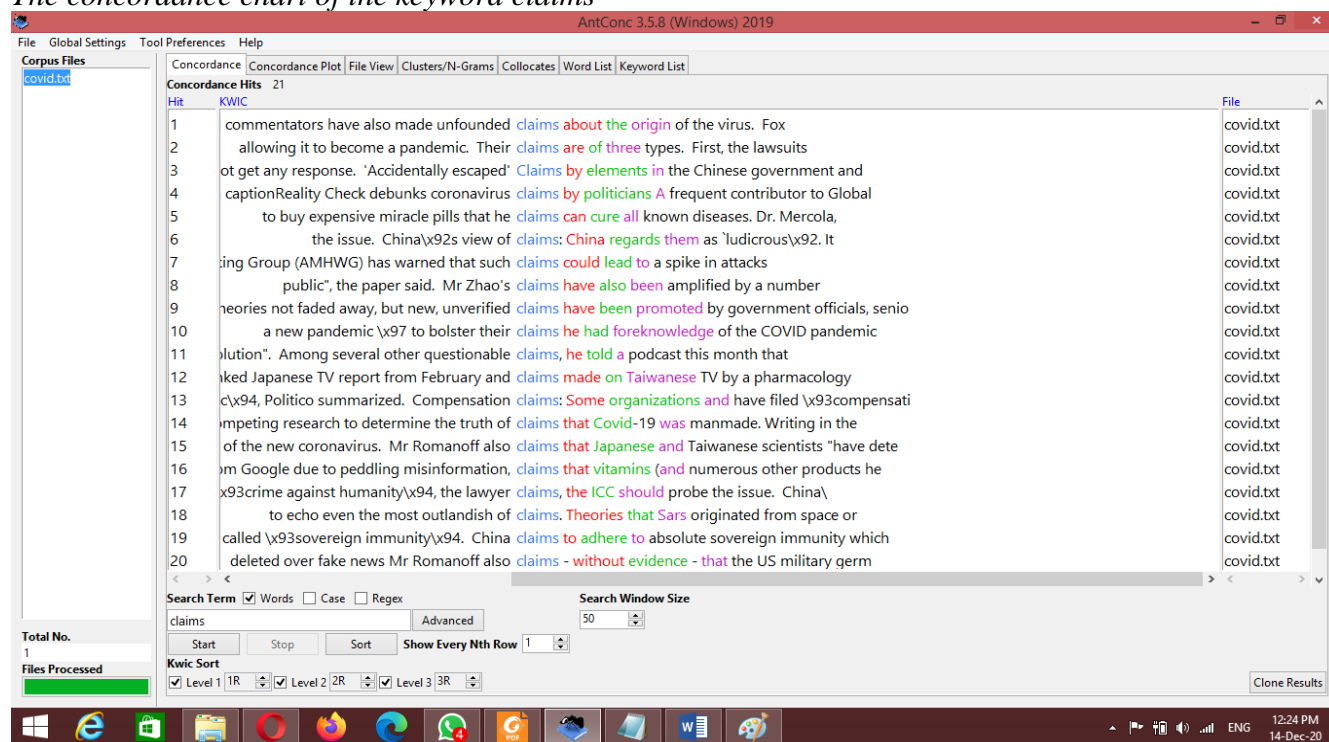 The concordance chart of the keyword claims
AntConc 3.5.8 (Windows) 2019
File Global Settings Tool Preferences Help
Corpus Files
covid.txt
Concordance Concordance Plot File View Clusters/N-Grams Collocates Word List Keyword List
Concordance Hits 21
Hit KWIC File
1 commentators have also made unfounded claims about the origin of the virus. Fox covid.txt
2 allowing it to become a pandemic. Their claims are of three types. First, the lawsuits covid.txt
3 ot get any response. 'Accidentally escaped' Claims by elements in the Chinese government and covid.txt
4 captionReality Check debunks coronavirus claims by politicians A frequent contributor to Global covid.txt
5 to buy expensive miracle pills that he claims can cure all known diseases. Dr. Mercola, covid.txt
6 the issue. China\x92s view of claims: China regards them as `ludicrous\x92. It covid.txt
7 king Group (AMHWG) has warned that such claims could lead to a spike in attacks covid.txt
8 public", the paper said. Mr Zhao's claims have also been amplified by a number covid.txt
9 heories not faded away, but new, unverified claims have been promoted by government officials, senio covid.txt
10 a new pandemic \x97 to bolster their claims he had foreknowledge of the COVID pandemic covid.txt
11 olution". Among several other questionable claims, he told a podcast this month that covid.txt
12 nked Japanese TV report from February and claims made on Taiwanese TV by a pharmacology covid.txt
13 c\x94, Politico summarized. Compensation claims: Some organizations and have filed \x93compensati covid.txt
14 ompeting research to determine the truth of claims that Covid-19 was manmade. Writing in the covid.txt
15 of the new coronavirus. Mr Romanoff also claims that Japanese and Taiwanese scientists "have dete covid.txt
16 om Google due to peddling misinformation, claims that vitamins (and numerous other products he covid.txt
17 x93crime against humanity\x94, the lawyer claims, the ICC should probe the issue. China\ covid.txt
18 to echo even the most outlandish of claims. Theories that Sars originated from space or covid.txt
19 called \x93sovereign immunity\x94. China claims to adhere to absolute sovereign immunity which covid.txt
20 deleted over fake news Mr Romanoff also claims - without evidence - that the US military germ covid.txt
Search Term Words Case Regex Search Window Size
claims Advanced 50
Total No.
1
Start Stop Sort Show Every Nth Row 1
Files Processed
Kwic Sort
Level 1 1R Level 2 2R Level 3 3R Clone Results
4 PDF W ENG 12:24 PM
14-Dec-20